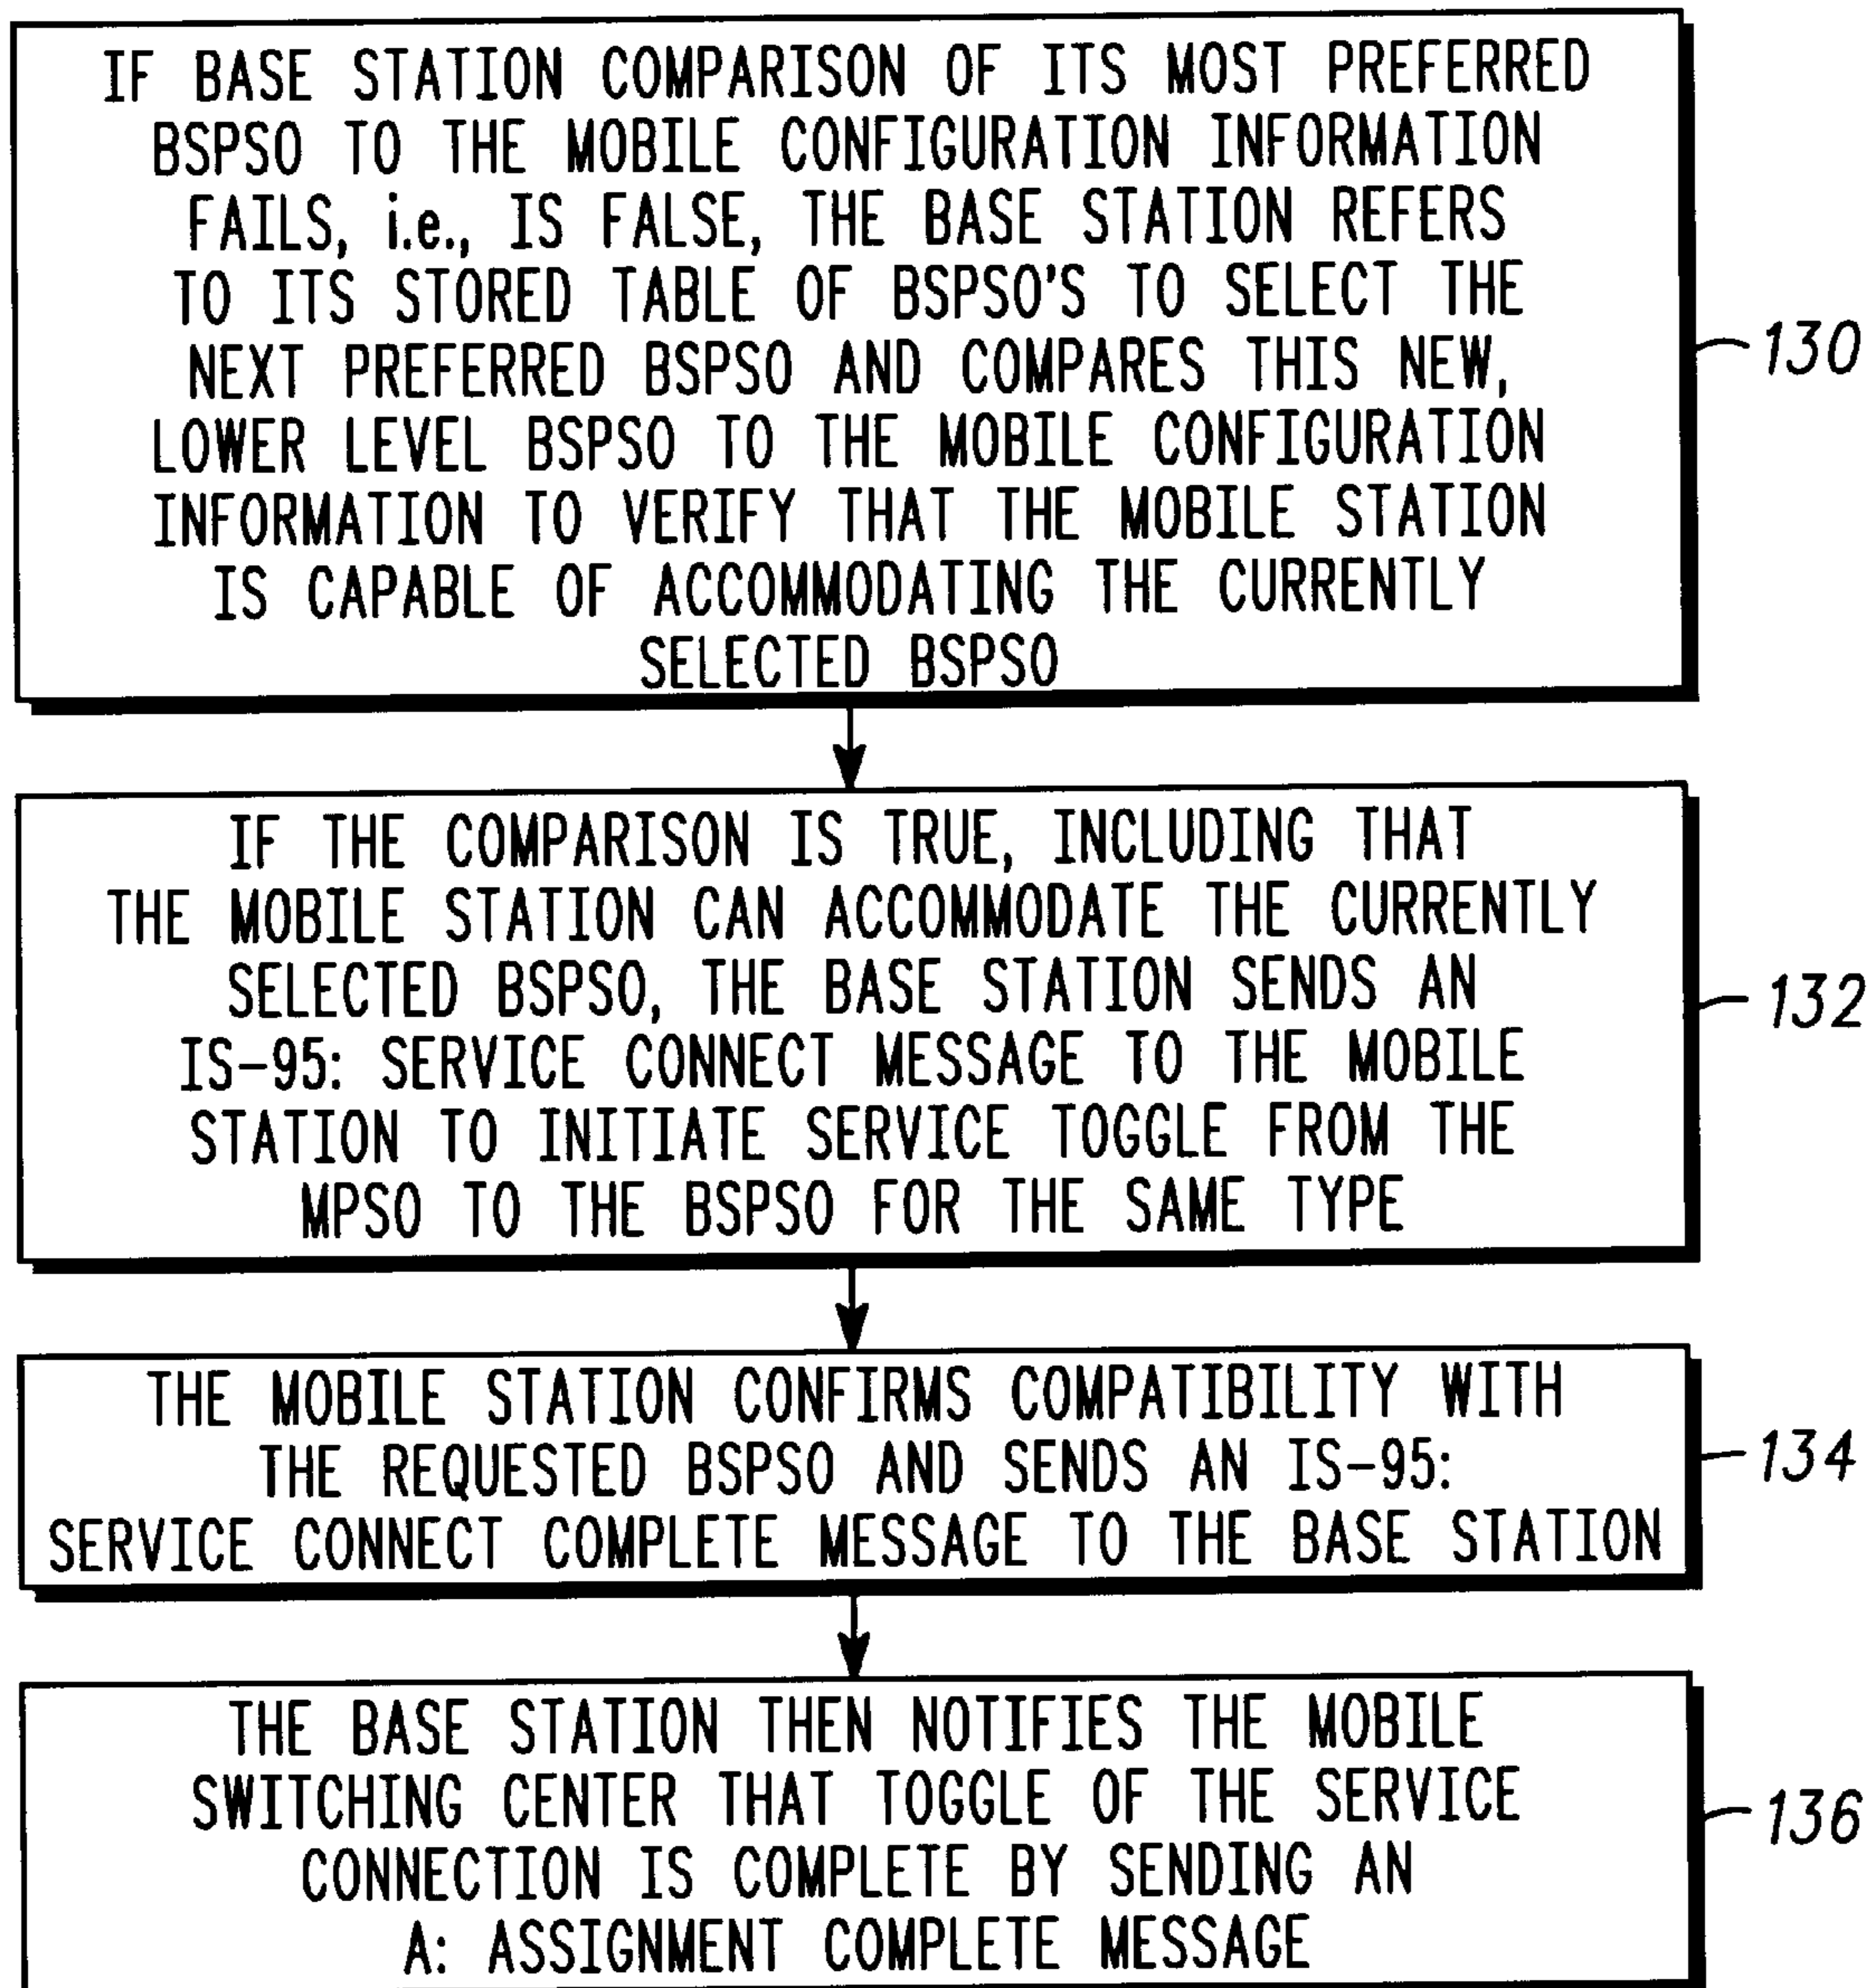 IF BASE STATION COMPARISON OF ITS MOST PREFERRED
BSPSO TO THE MOBILE CONFIGURATION INFORMATION
FAILS, i.e., IS FALSE, THE BASE STATION REFERS
TO ITS STORED TABLE OF BSPSO'S TO SELECT THE
NEXT PREFERRED BSPSO AND COMPARES THIS NEW,
LOWER LEVEL BSPSO TO THE MOBILE CONFIGURATION
INFORMATION TO VERIFY THAT THE MOBILE STATION
IS CAPABLE OF ACCOMMODATING THE CURRENTLY
SELECTED BSPSO
130
IF THE COMPARISON IS TRUE, INCLUDING THAT
THE MOBILE STATION CAN ACCOMMODATE THE CURRENTLY
SELECTED BSPSO, THE BASE STATION SENDS AN
IS-95: SERVICE CONNECT MESSAGE TO THE MOBILE
STATION TO INITIATE SERVICE TOGGLE FROM THE
MPSO TO THE BSPSO FOR THE SAME TYPE
132
THE MOBILE STATION CONFIRMS COMPATIBILITY WITH
THE REQUESTED BSPSO AND SENDS AN IS-95:
SERVICE CONNECT COMPLETE MESSAGE TO THE BASE STATION
134
THE BASE STATION THEN NOTIFIES THE MOBILE
SWITCHING CENTER THAT TOGGLE OF THE SERVICE
CONNECTION IS COMPLETE BY SENDING AN
A: ASSIGNMENT COMPLETE MESSAGE
136